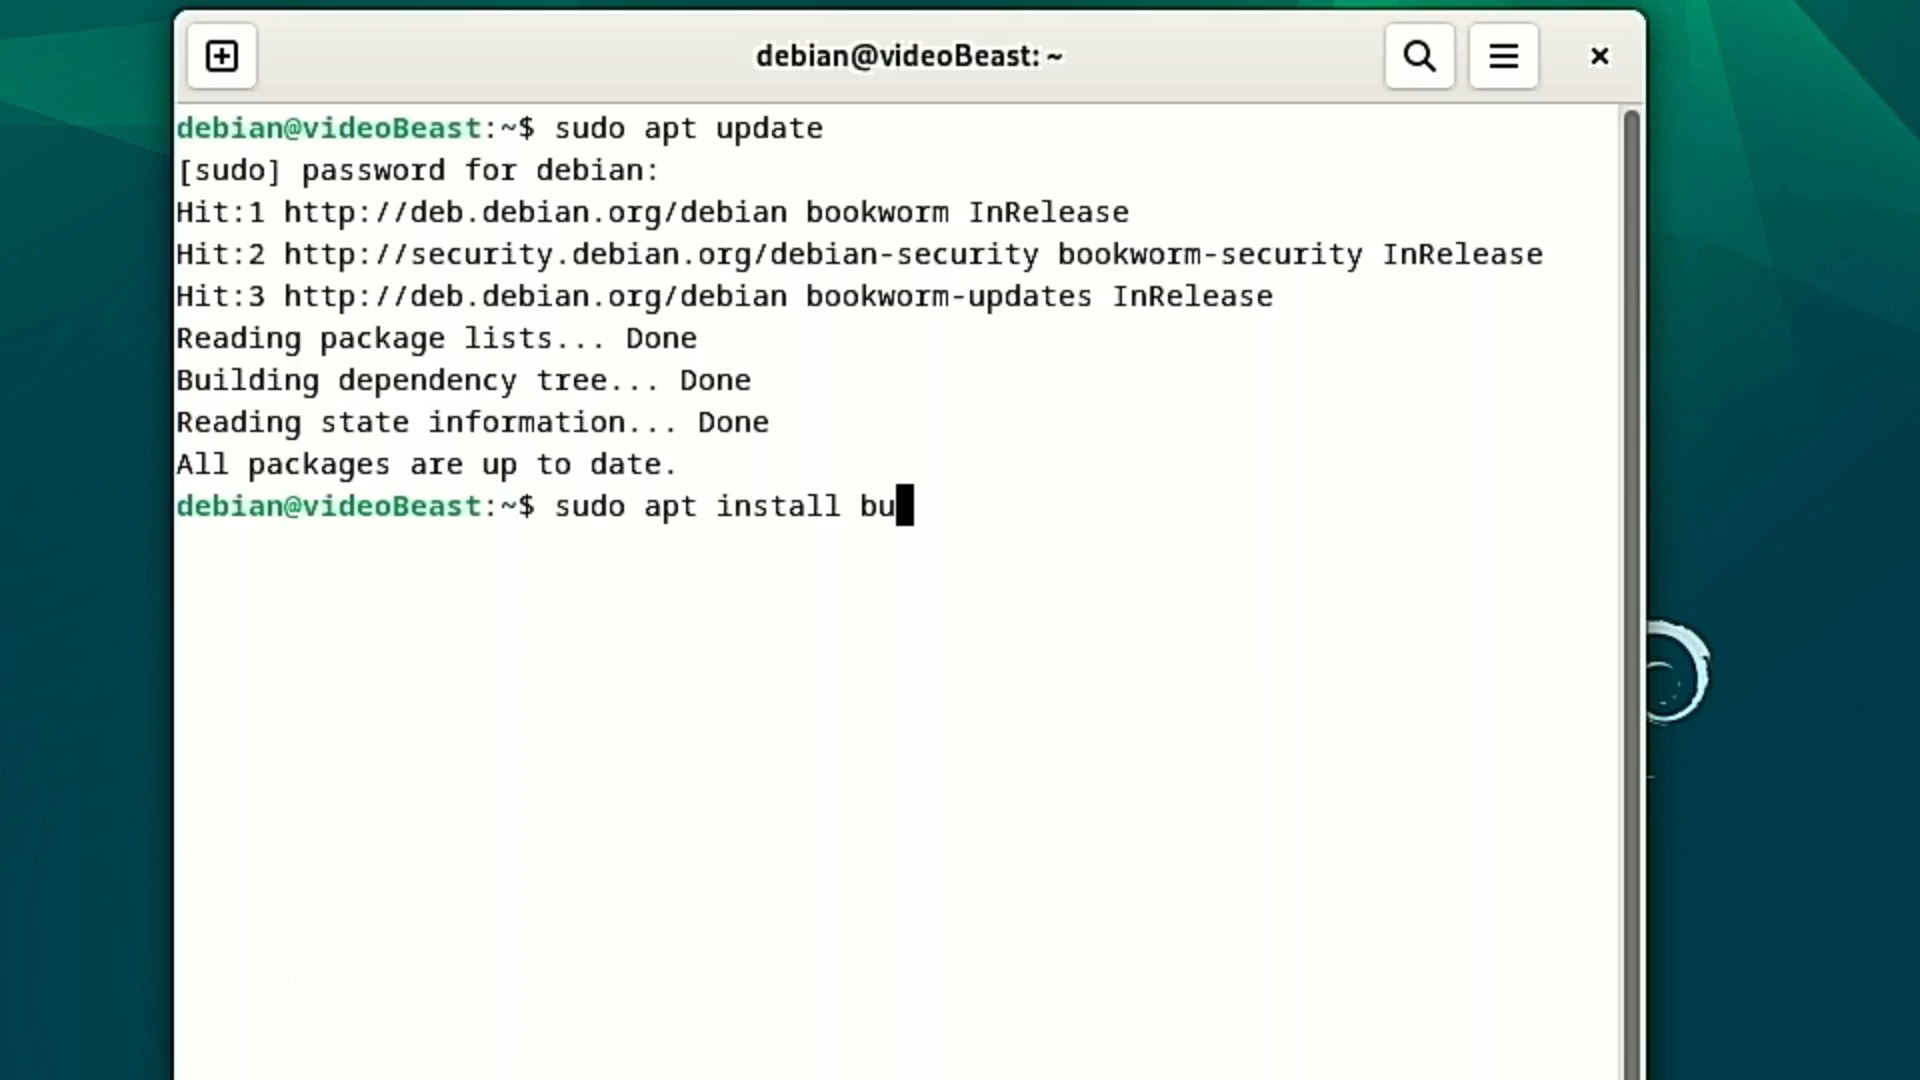 debian@videoBeast: ~
debian@videoBeast:~$ sudo apt update
[sudo] password for debian:
Hit:1 http://deb.debian.org/debian bookworm InRelease
Hit:2 http://security.debian.org/debian-security bookworm-security InRelease
Hit:3 http://deb.debian.org/debian bookworm-updates InRelease
Reading package lists... Done
Building dependency tree... Done
Reading state information... Done
All packages are up to date.
debian@videoBeast:~$ sudo apt install bu